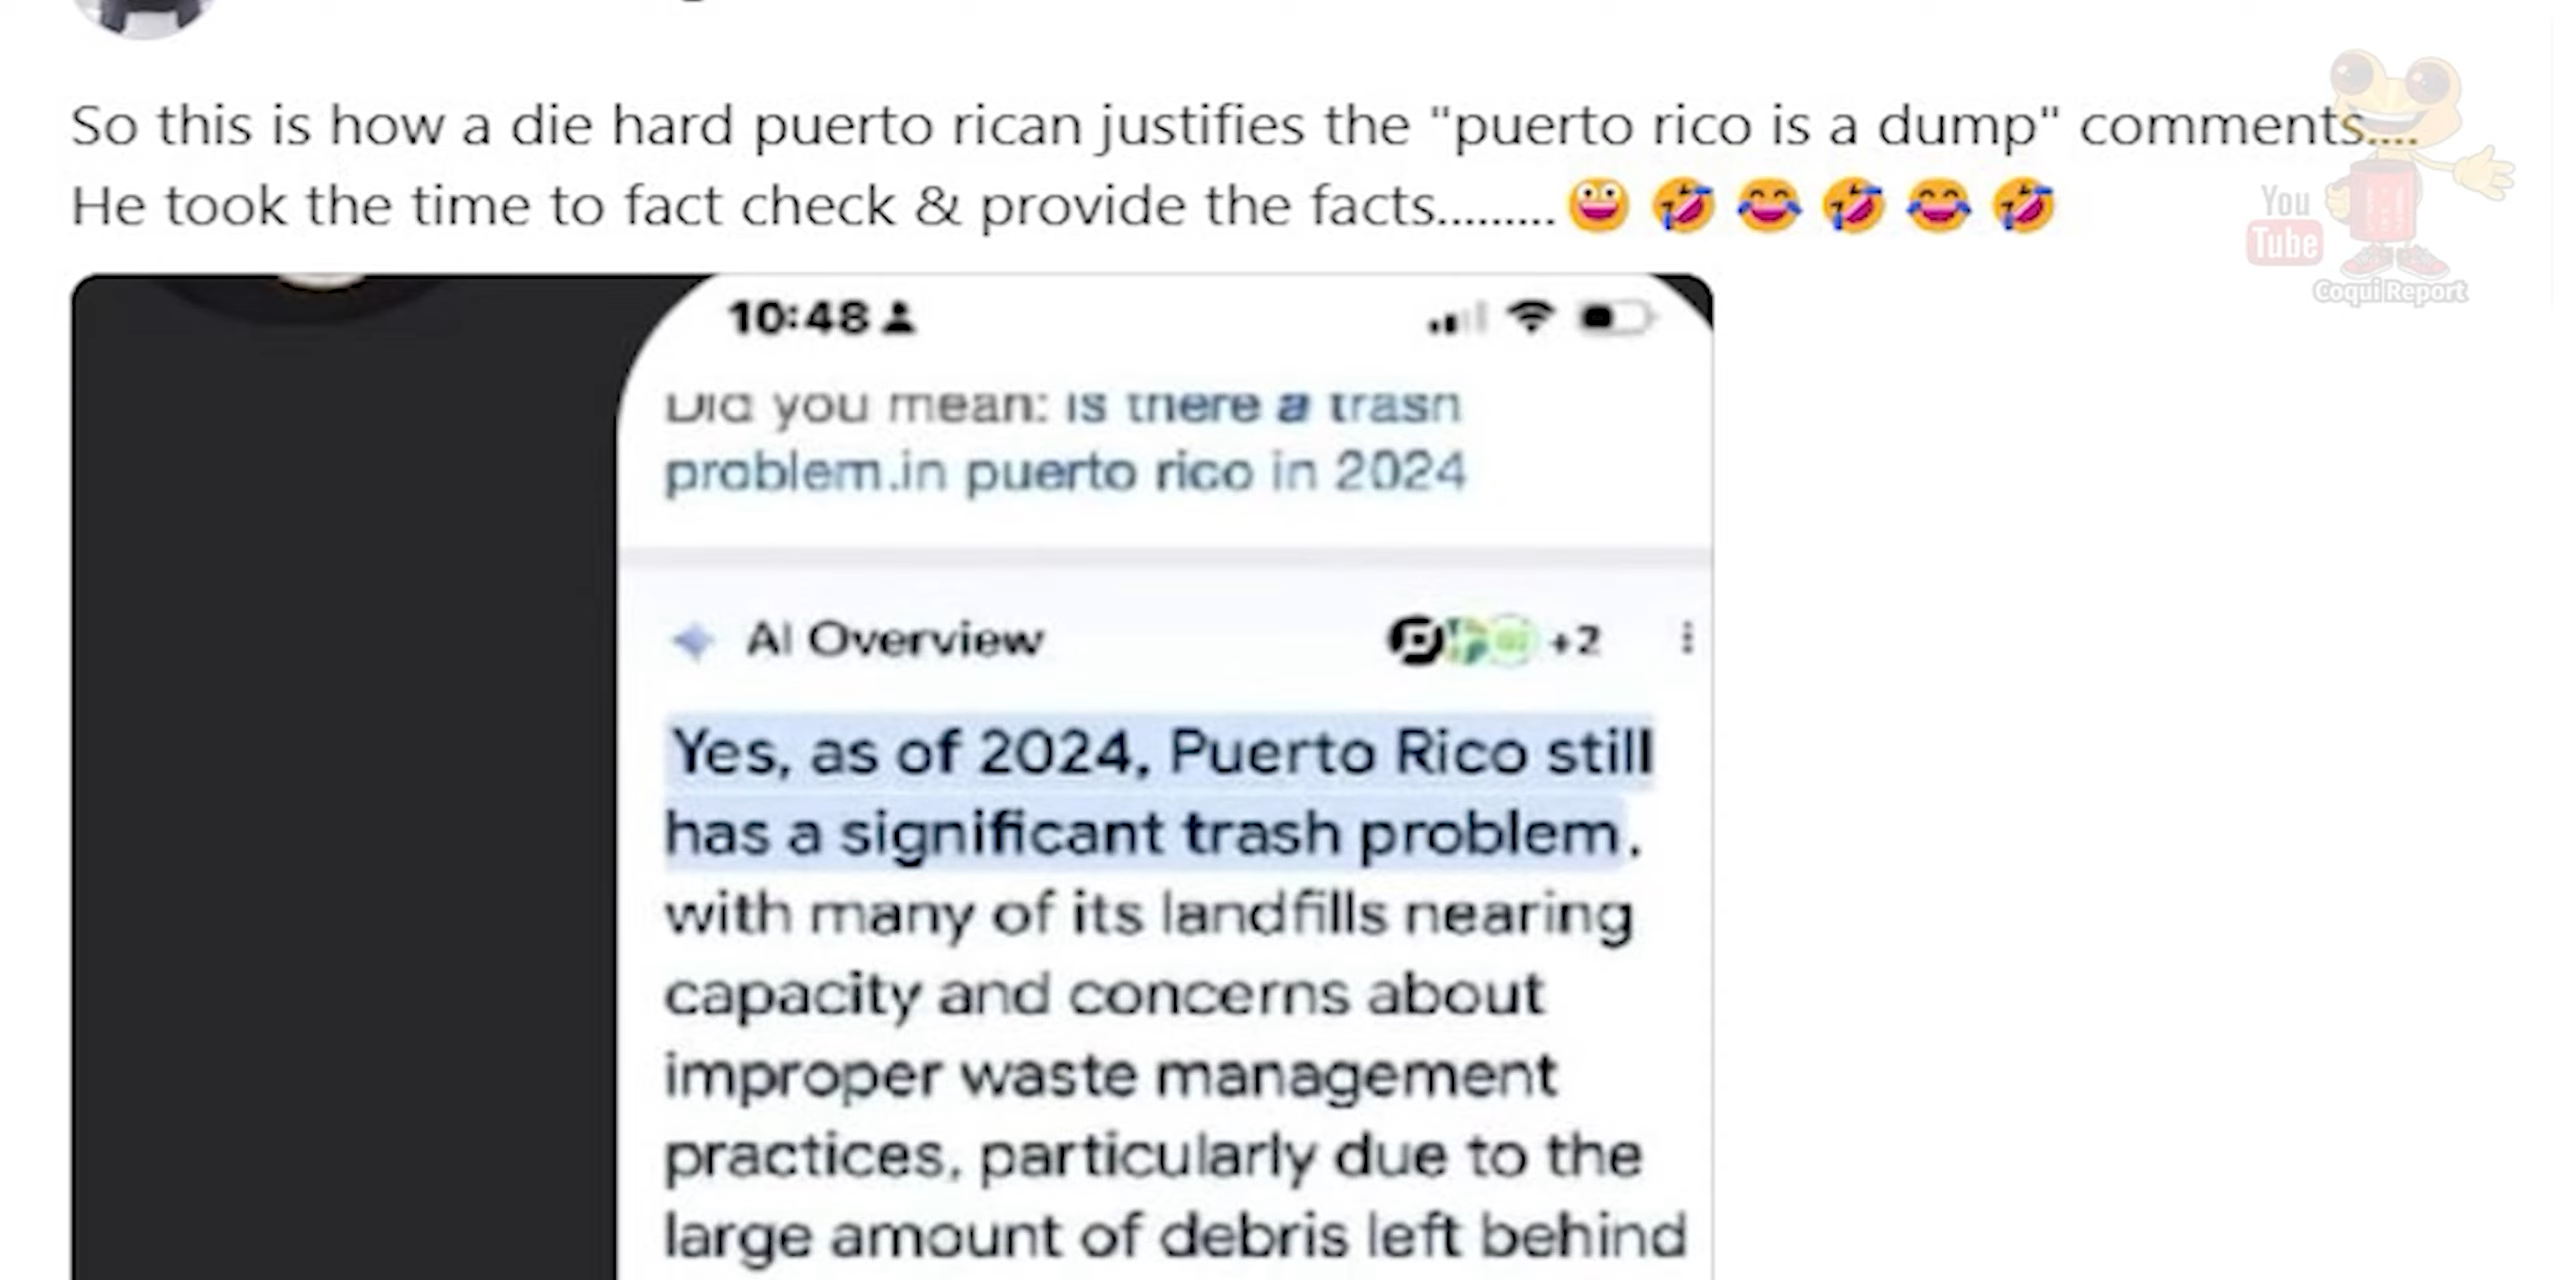 So this is how a die hard puerto rican justifies the "puerto rico is a dump" comments....
He took the time to fact check & provide the facts.........😀 🤣 😂 🤣 😂 🤣
You
Tube
Coqui Report
10:48
Did you mean: is there a trash
problem.in puerto rico in 2024
AI Overview
+2
Yes, as of 2024, Puerto Rico still
has a significant trash problem,
with many of its landfills nearing
capacity and concerns about
improper waste management
practices, particularly due to the
large amount of debris left behind